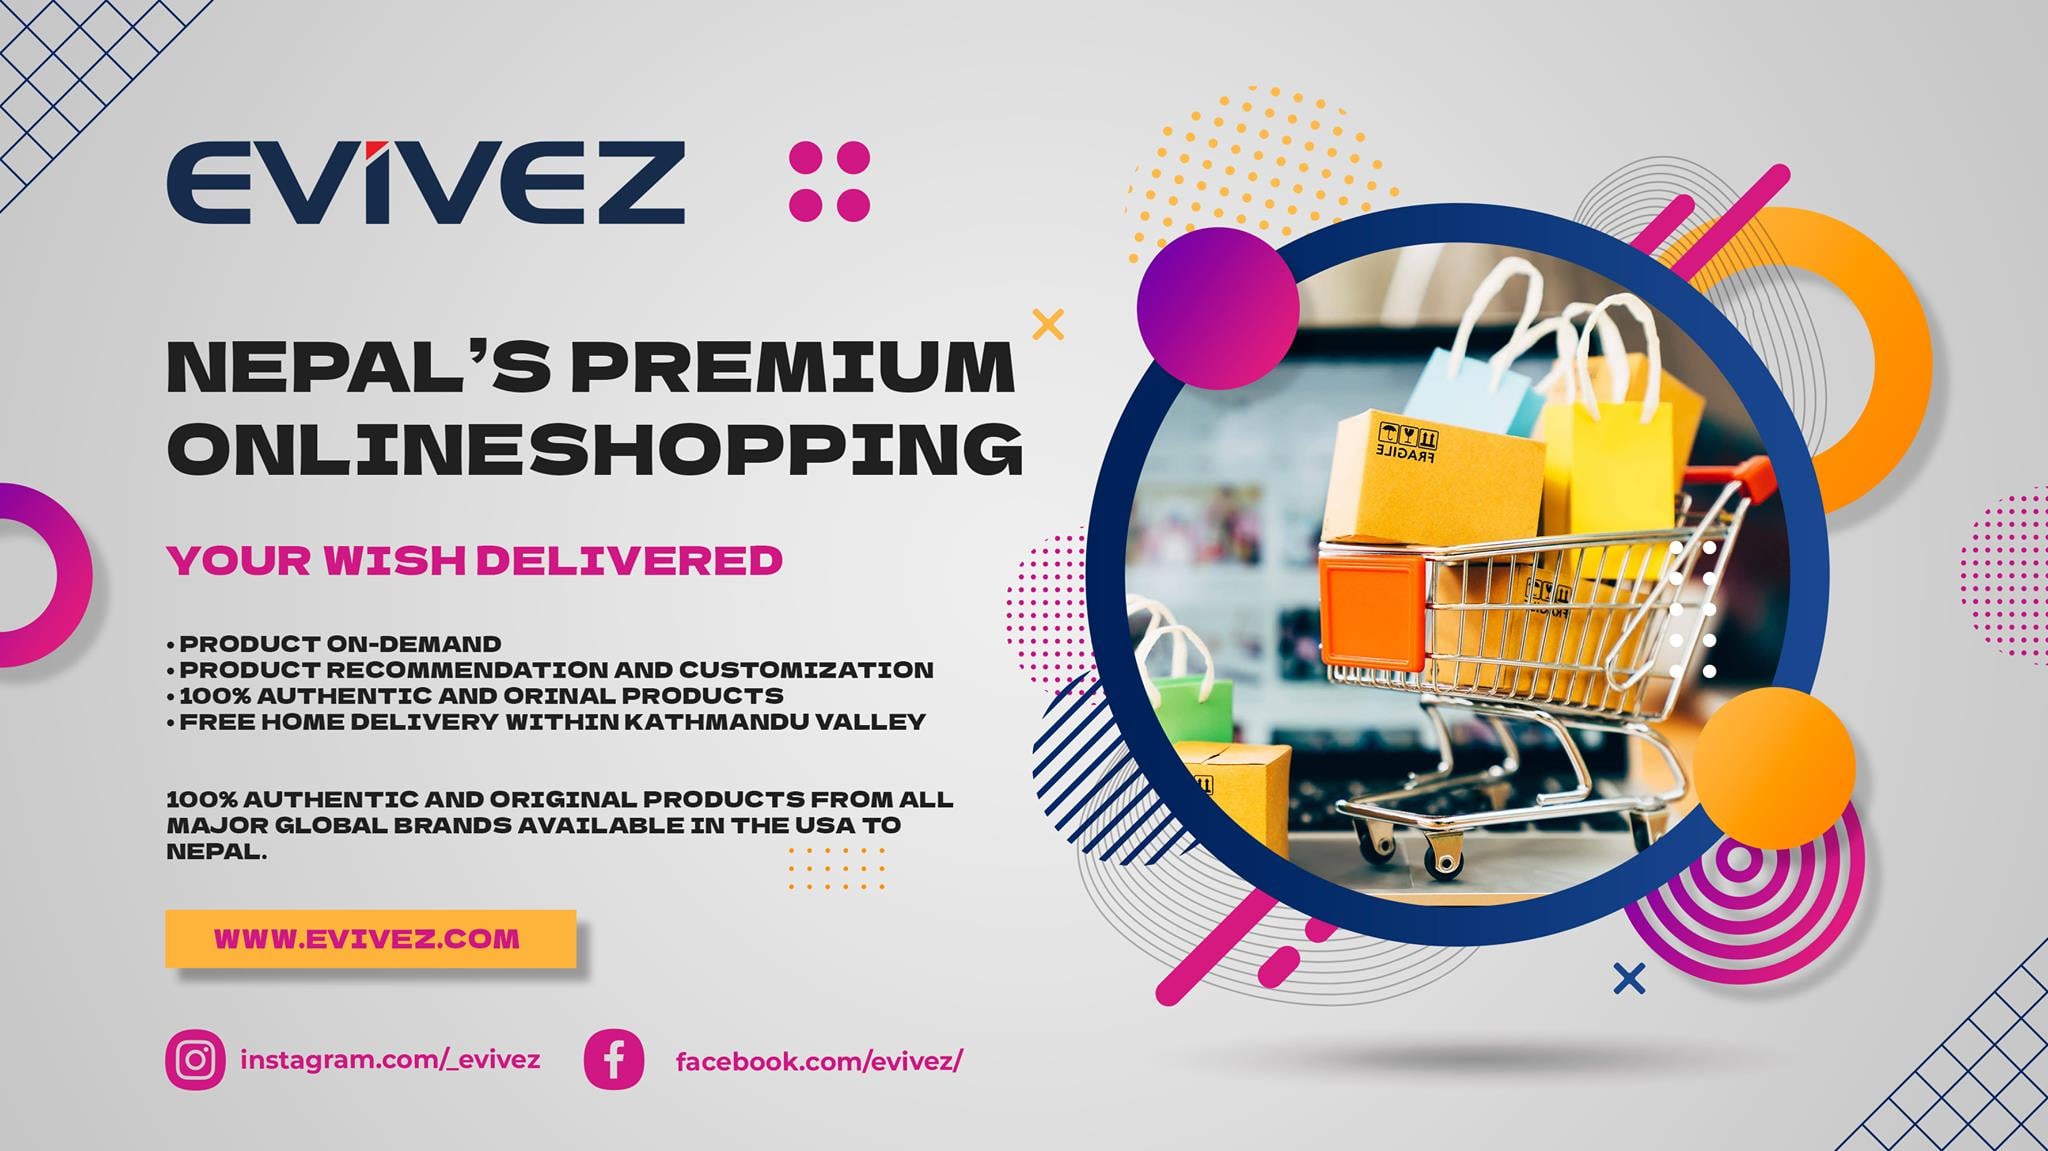 EVIVEZ
NEPAL'S PREMIUM
ONLINESHOPPING
YOUR WISH DELIVERED
• PRODUCT ON-DEMAND
• PRODUCT RECOMMENDATION AND CUSTOMIZATION
• 100% AUTHENTIC AND ORINAL PRODUCTS
• FREE HOME DELIVERY WITHIN KATHMANDU VALLEY
100% AUTHENTIC AND ORIGINAL PRODUCTS FROM ALL
MAJOR GLOBAL BRANDS AVAILABLE IN THE USA TO
NEPAL.
WWW.EVIVEZ.COM
instagram.com/_evivez
facebook.com/evivez/
FRAGILE
FRAGILE